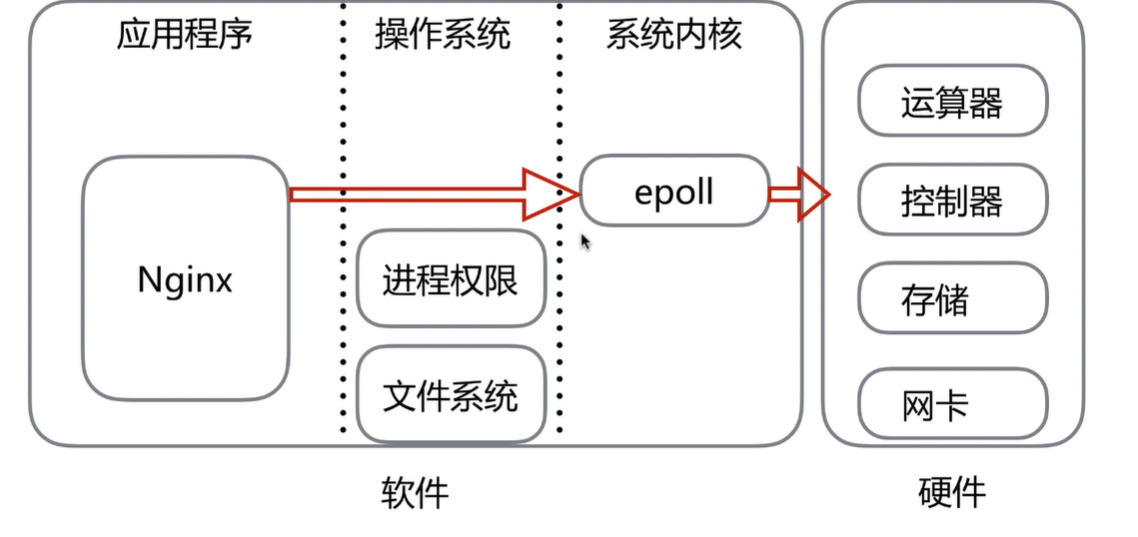 应用程序
操作系统
系统内核
Nginx
进程权限
文件系统
epoll
运算器
控制器
存储
网卡
软件
硬件